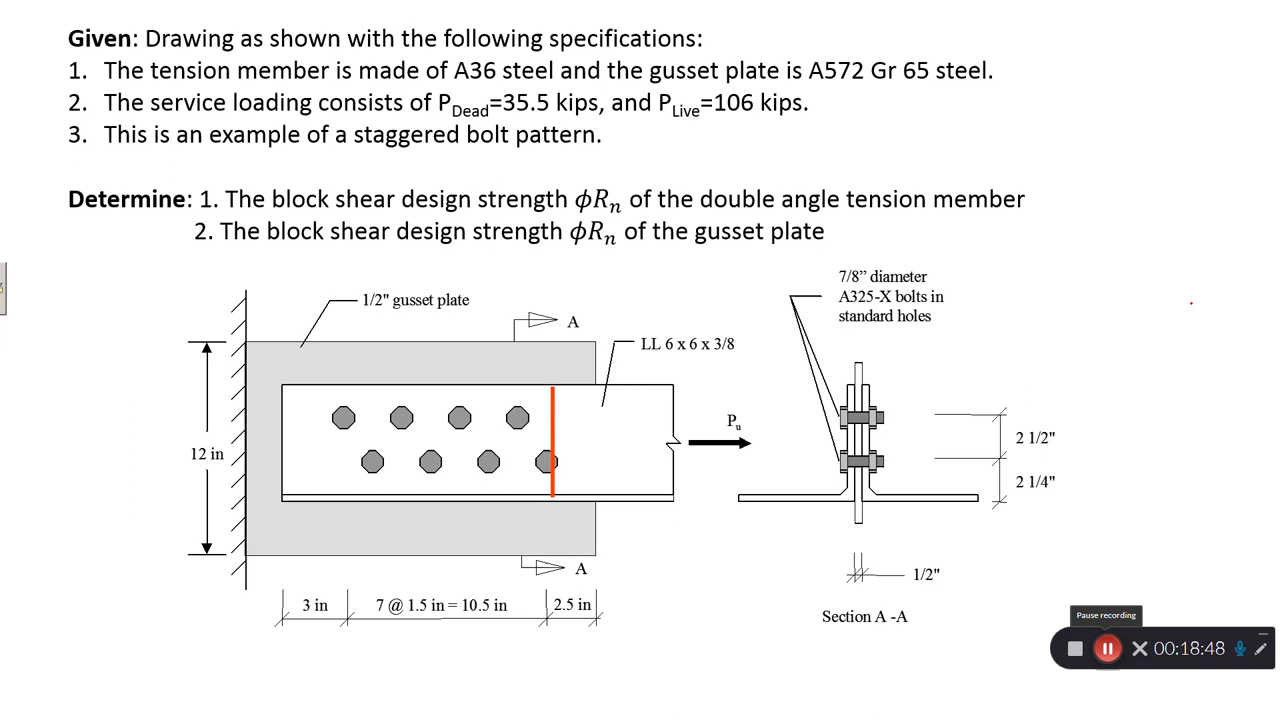 Given: Drawing as shown with the following specifications:
1. The tension member is made of A36 steel and the gusset plate is A572 Gr 65 steel.
2. The service loading consists of PDead=35.5 kips, and PLive=106 kips.
3. This is an example of a staggered bolt pattern.
Determine: 1. The block shear design strength ϕRn of the double angle tension member
2. The block shear design strength ϕRn of the gusset plate
7/8” diameter
A325-X bolts in
standard holes
1/2" gusset plate
A
LL 6 x 6 x 3/8
Pu
12 in
2 1/2"
2 1/4"
A
1/2"
3 in
7 @ 1.5 in = 10.5 in
2.5 in
Section A -A
Pause recording
00:18:48